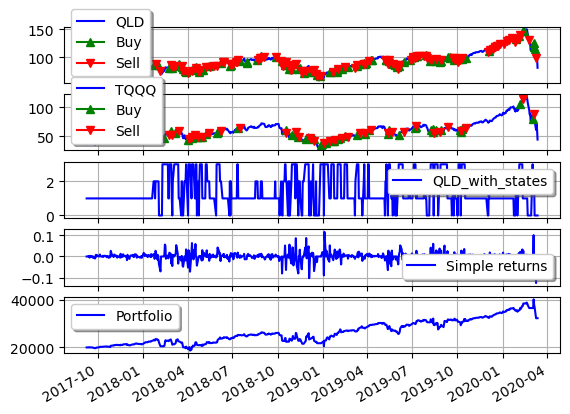 QLD
Buy
Sell
150
100
TQQQ
Buy
Sell
100
50
QLD_with_states
2
0
0.1
0.0
−0.1
Simple returns
40000
20000
Portfolio
2017-10
2018-01
2018-04
2018-07
2018-10
2019-01
2019-04
2019-07
2019-10
2020-01
2020-04